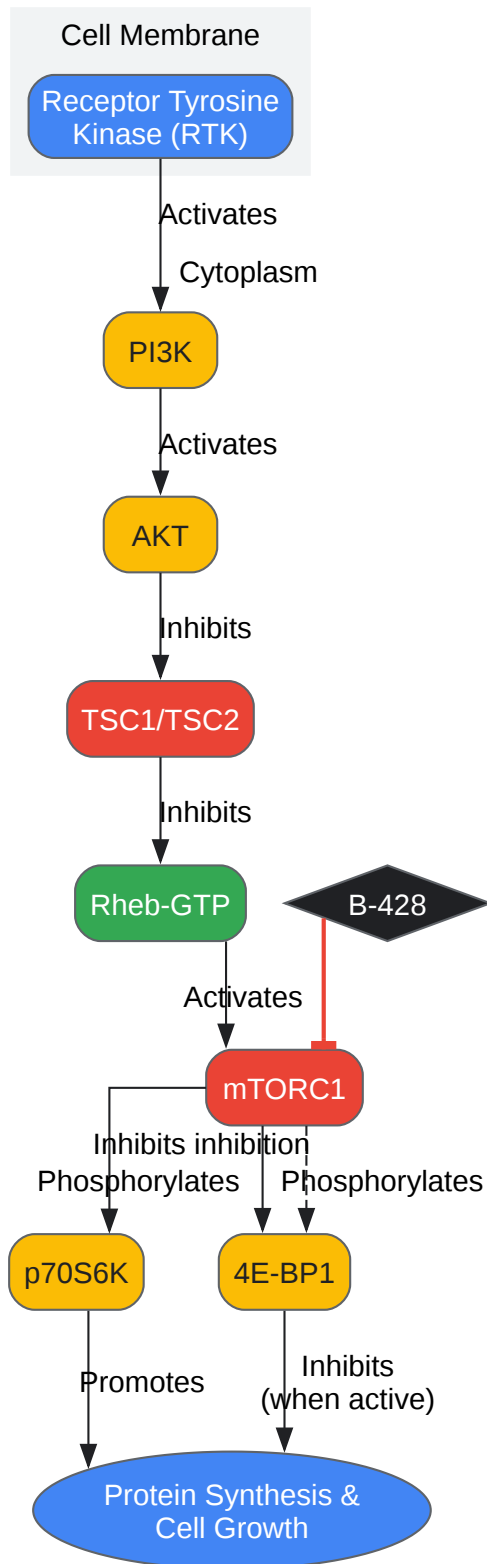 Cell Membrane
Receptor Tyrosine
Kinase (RTK)
Activates
Cytoplasm
PI3K
Activates
AKT
Inhibits
TSC1/TSC2
Inhibits
Rheb-GTP
B-428
Activates
mTORC1
Inhibits inhibition
Phosphorylates
Phosphorylates
p70S6K
4E-BP1
Promotes
Inhibits
(when active)
Protein Synthesis &
Cell Growth